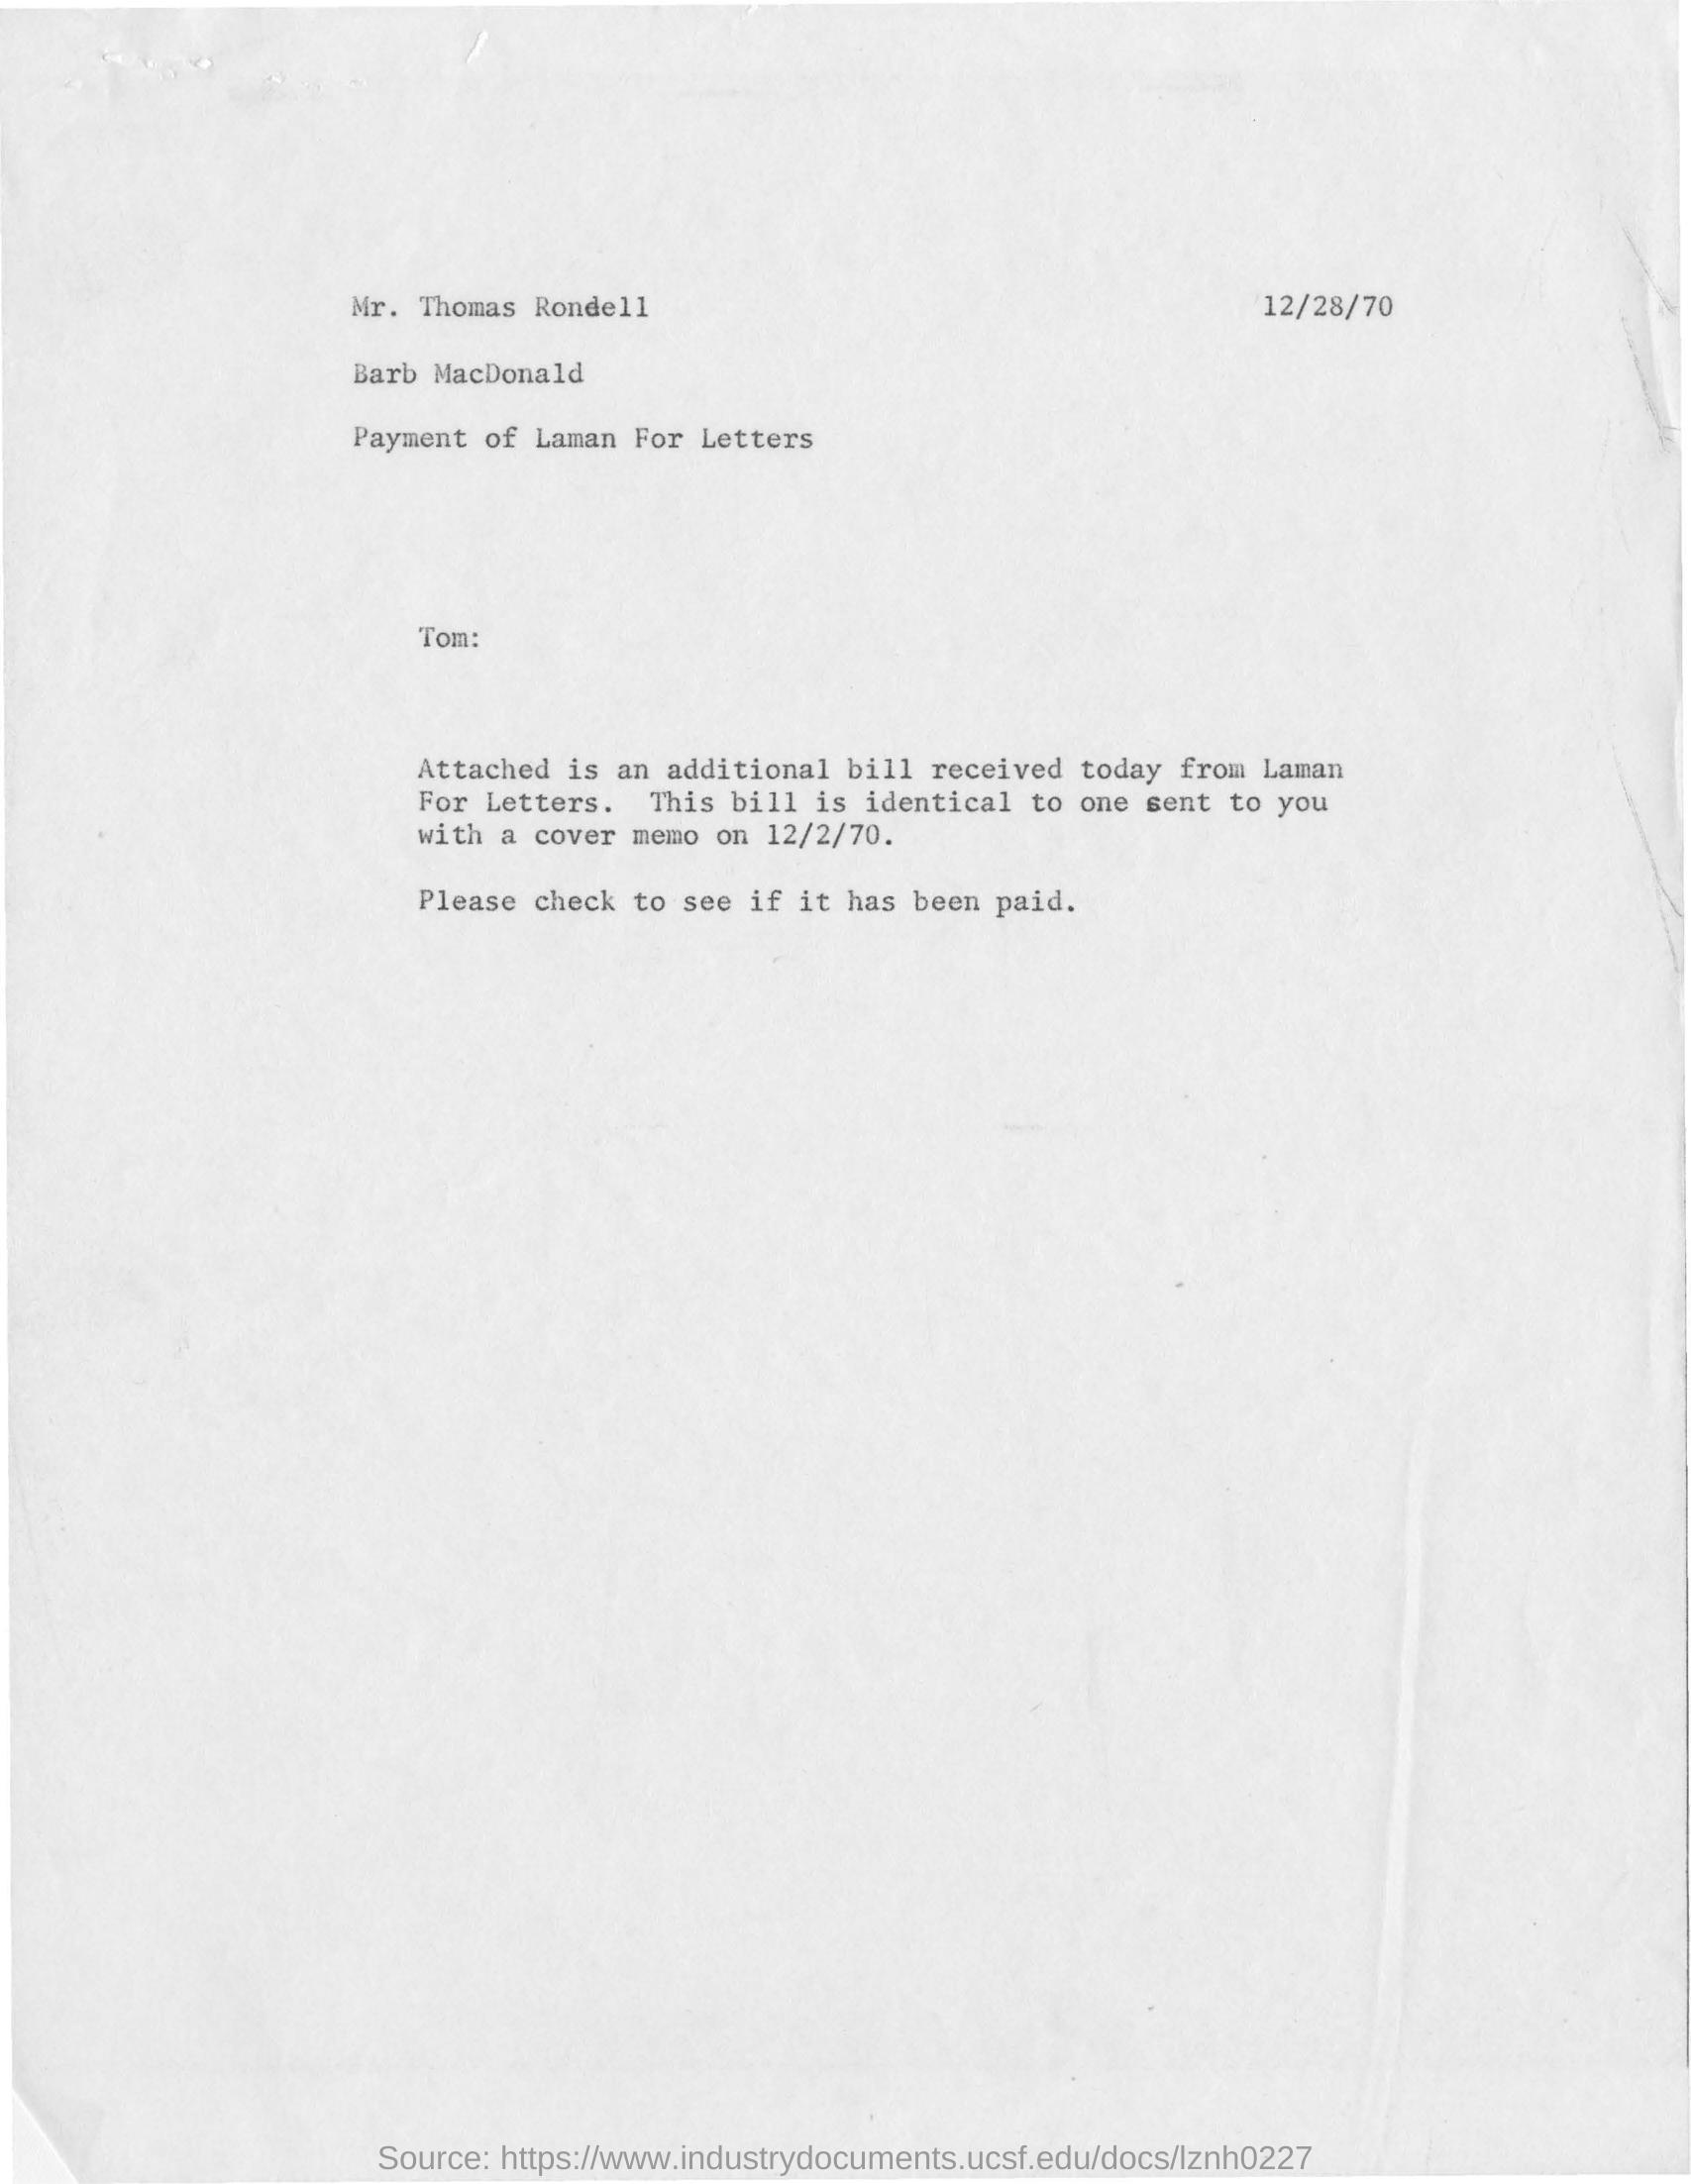 Mr. Thomas Rondell 12/28/70
Barb MacDonald
Payment of Laman For Letters
Tom:
Attached is an additional bill received today from Laman
For Letters. This bill is identical to one sent to you
with a cover memo on 12/2/70.
Please check to see if it has been paid.
Source: https://www.industrydocuments.ucsf.edu/docs/lznh0227